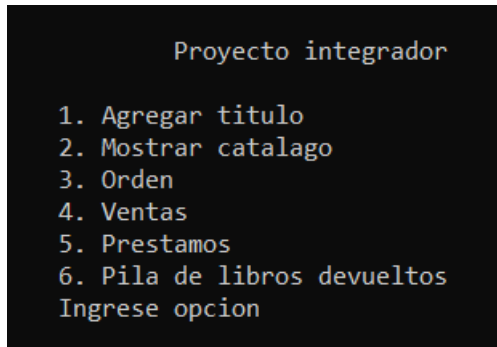 Proyecto integrador
1. Agregar titulo
2. Mostrar catalago
3. Orden
4. Ventas
5. Prestamos
6. Pila de libros devueltos
Ingrese opcion